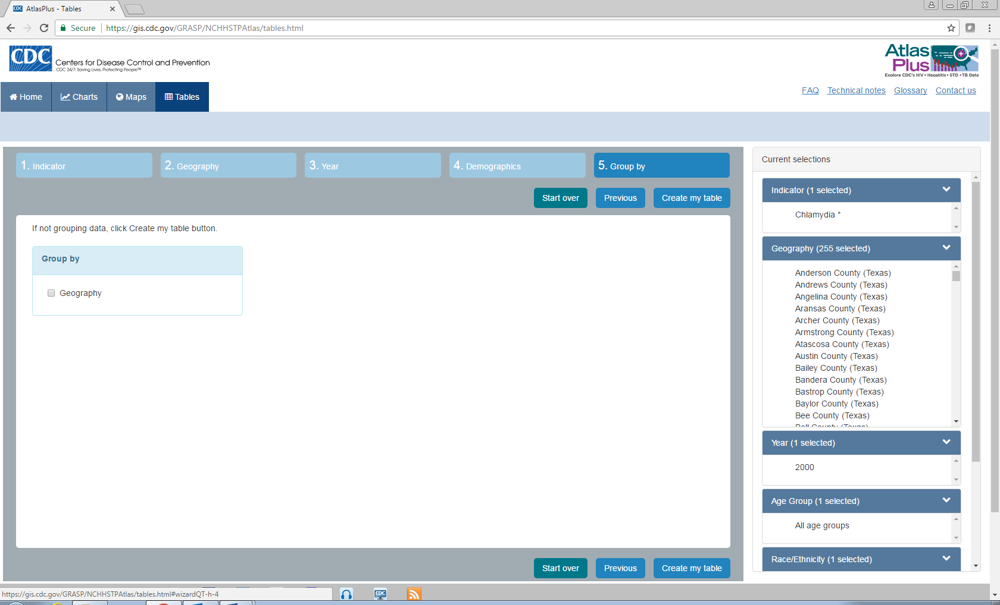 CDC AtlasPlus - Tables
Secure https://gis.cdc.gov/GRASP/NCHHSTPAtlas/tables.html
CDC Centers for Disease Control and Prevention
CDC 24/7: Saving Lives. Protecting People™
Atlas
Plus
Explore CDC's HIV • Hepatitis • STD • TB Data
Home Charts Maps Tables
FAQ Technical notes Glossary Contact us
1. Indicator 2. Geography 3. Year 4. Demographics 5. Group by
Start over Previous Create my table
If not grouping data, click Create my table button.
Group by
Geography
Start over Previous Create my table
Current selections
Indicator (1 selected)
Chlamydia *
Geography (255 selected)
Anderson County (Texas)
Andrews County (Texas)
Angelina County (Texas)
Aransas County (Texas)
Archer County (Texas)
Armstrong County (Texas)
Atascosa County (Texas)
Austin County (Texas)
Bailey County (Texas)
Bandera County (Texas)
Bastrop County (Texas)
Baylor County (Texas)
Bee County (Texas)
Bell County (Texas)
Year (1 selected)
2000
Age Group (1 selected)
All age groups
Race/Ethnicity (1 selected)
https://gis.cdc.gov/GRASP/NCHHSTPAtlas/tables.html#wizardQT-h-4
CDC